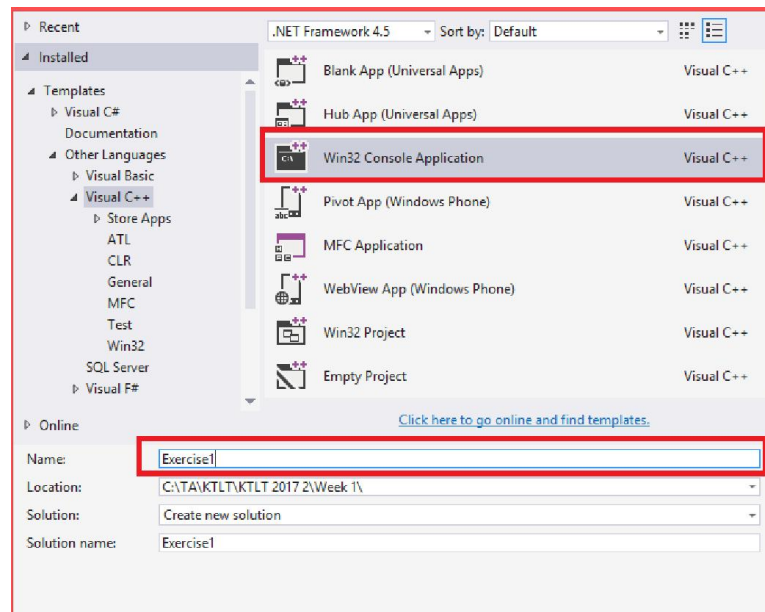 Recent
Installed
Templates
Visual C#
Documentation
Other Languages
Visual Basic
Visual C++
Store Apps
ATL
CLR
General
MFC
Test
Win32
SQL Server
Visual F#
Online
.NET Framework 4.5 Sort by: Default
Blank App (Universal Apps) Visual C++
Hub App (Universal Apps) Visual C++
Win32 Console Application Visual C++
Pivot App (Windows Phone) Visual C++
MFC Application Visual C++
WebView App (Windows Phone) Visual C++
Win32 Project Visual C++
Empty Project Visual C++
Click here to go online and find templates.
Name: Exercise1
Location: C:\TA\KTLT\KTLT 2017 2\Week 1\
Solution: Create new solution
Solution name: Exercise1